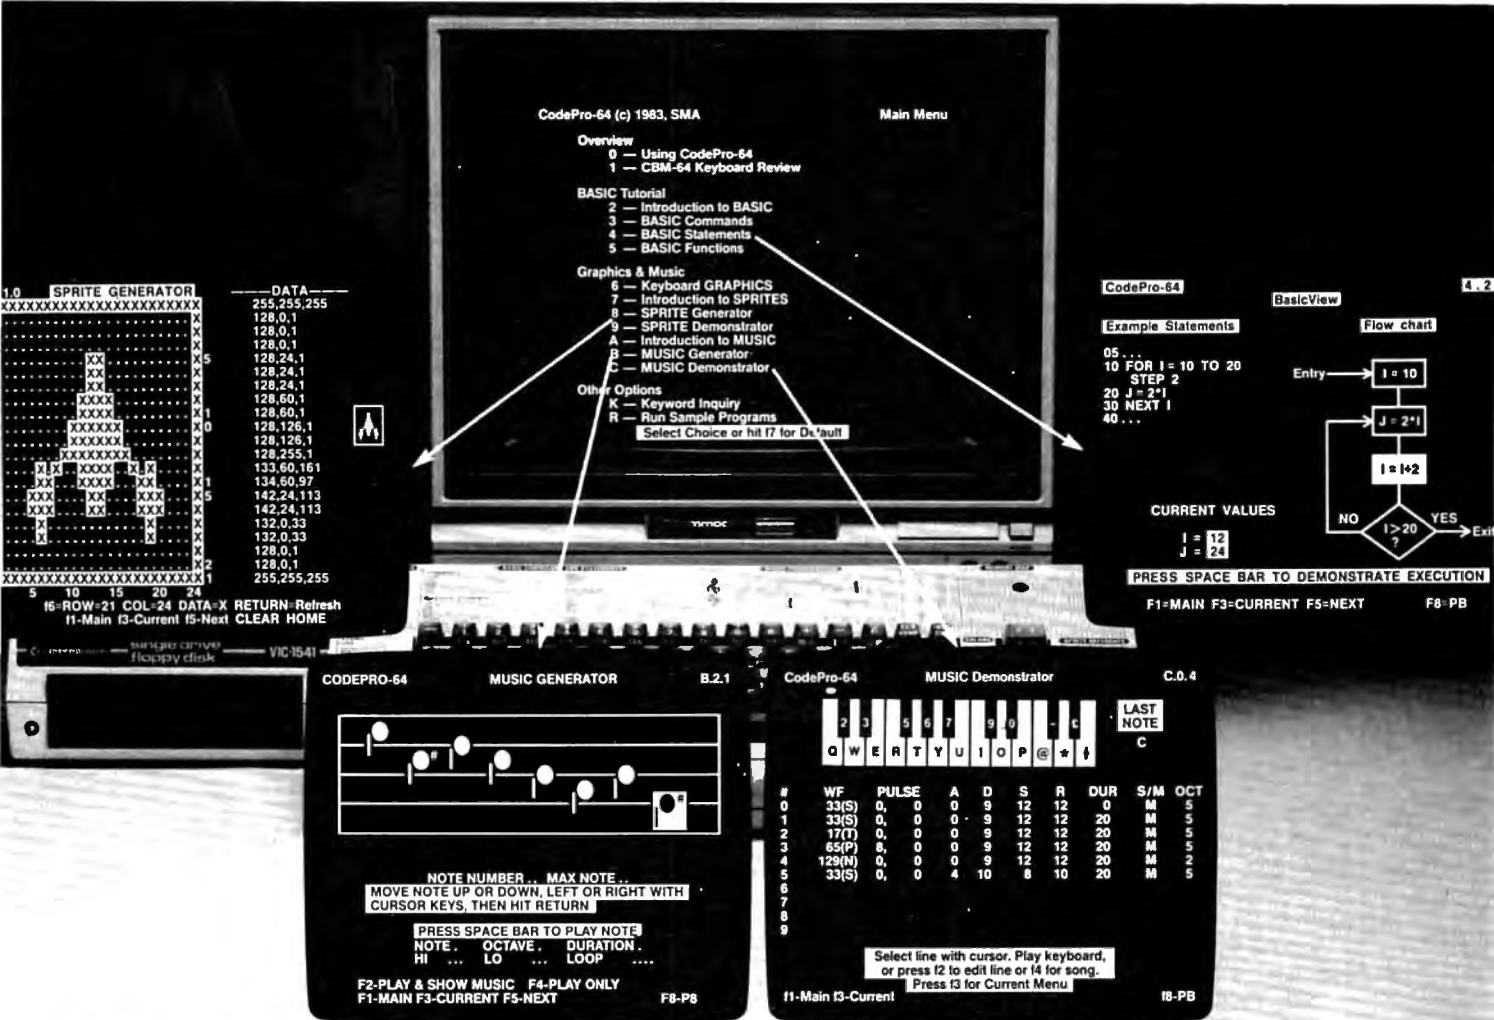 CodePro-64 (c) 1983, SMA Main Menu
Overview
0 — Using CodePro-64
1 — CBM-64 Keyboard Review
BASIC Tutorial
2 — Introduction to BASIC
3 — BASIC Commands
4 — BASIC Statements
5 — BASIC Functions
Graphics & Music
6 — Keyboard GRAPHICS
7 — Introduction to SPRITES
8 — SPRITE Generator
9 — SPRITE Demonstrator
A — Introduction to MUSIC
B — MUSIC Generator
C — MUSIC Demonstrator
Other Options
K — Keyword Inquiry
R — Run Sample Programs
Select Choice or hit f7 for Default
1.0 SPRITE GENERATOR
XXXXXXXXXXXXXXXXXXXXXXXX
——DATA——
255,255,255
128,0,1
128,0,1
128,0,1
128,24,1
128,24,1
128,24,1
128,60,1
128,60,1
128,126,1
128,126,1
128,255,1
133,60,161
134,60,97
142,24,113
142,24,113
132,0,33
132,0,33
128,0,1
128,0,1
255,255,255
5 10 15 20 24
f6=ROW=21 COL=24 DATA=X RETURN=Refresh
f1-Main f3-Current f5-Next CLEAR HOME
single drive
floppy disk
VIC-1541
CodePro-64 BasicView 4.2
Example Statements
05...
10 FOR I = 10 TO 20
STEP 2
20 J = 2*I
30 NEXT I
40...
Flow chart
Entry
I = 10
J = 2*I
I = I+2
NO
I>20
?
YES
Exit
CURRENT VALUES
I = 12
J = 24
PRESS SPACE BAR TO DEMONSTRATE EXECUTION
F1=MAIN F3=CURRENT F5=NEXT F8=PB
CODEPRO-64 MUSIC GENERATOR B.2.1
#
#
NOTE NUMBER .. MAX NOTE ..
MOVE NOTE UP OR DOWN, LEFT OR RIGHT WITH
CURSOR KEYS, THEN HIT RETURN
PRESS SPACE BAR TO PLAY NOTE
NOTE . OCTAVE . DURATION .
HI ... LO ... LOOP ....
F2-PLAY & SHOW MUSIC F4-PLAY ONLY
F1-MAIN F3-CURRENT F5-NEXT F8-P8
CodePro-64 MUSIC Demonstrator C.0.4
2 3 5 6 7 9 0 - £
Q W E R T Y U I O P @ *
LAST
NOTE
C
# WF PULSE A D S R DUR S/M OCT
0 33(S) 0, 0 0 9 12 12 0 M 5
1 33(S) 0, 0 0 9 12 12 20 M 5
2 17(T) 0, 0 0 9 12 12 20 M 5
3 65(P) 8, 0 0 9 12 12 20 M 5
4 129(N) 0, 0 0 9 12 12 20 M 2
5 33(S) 0, 0 4 10 8 10 20 M 5
6
7
8
9
Select line with cursor. Play keyboard,
or press f2 to edit line or f4 for song.
Press f3 for Current Menu
f1-Main f3-Current f8-PB